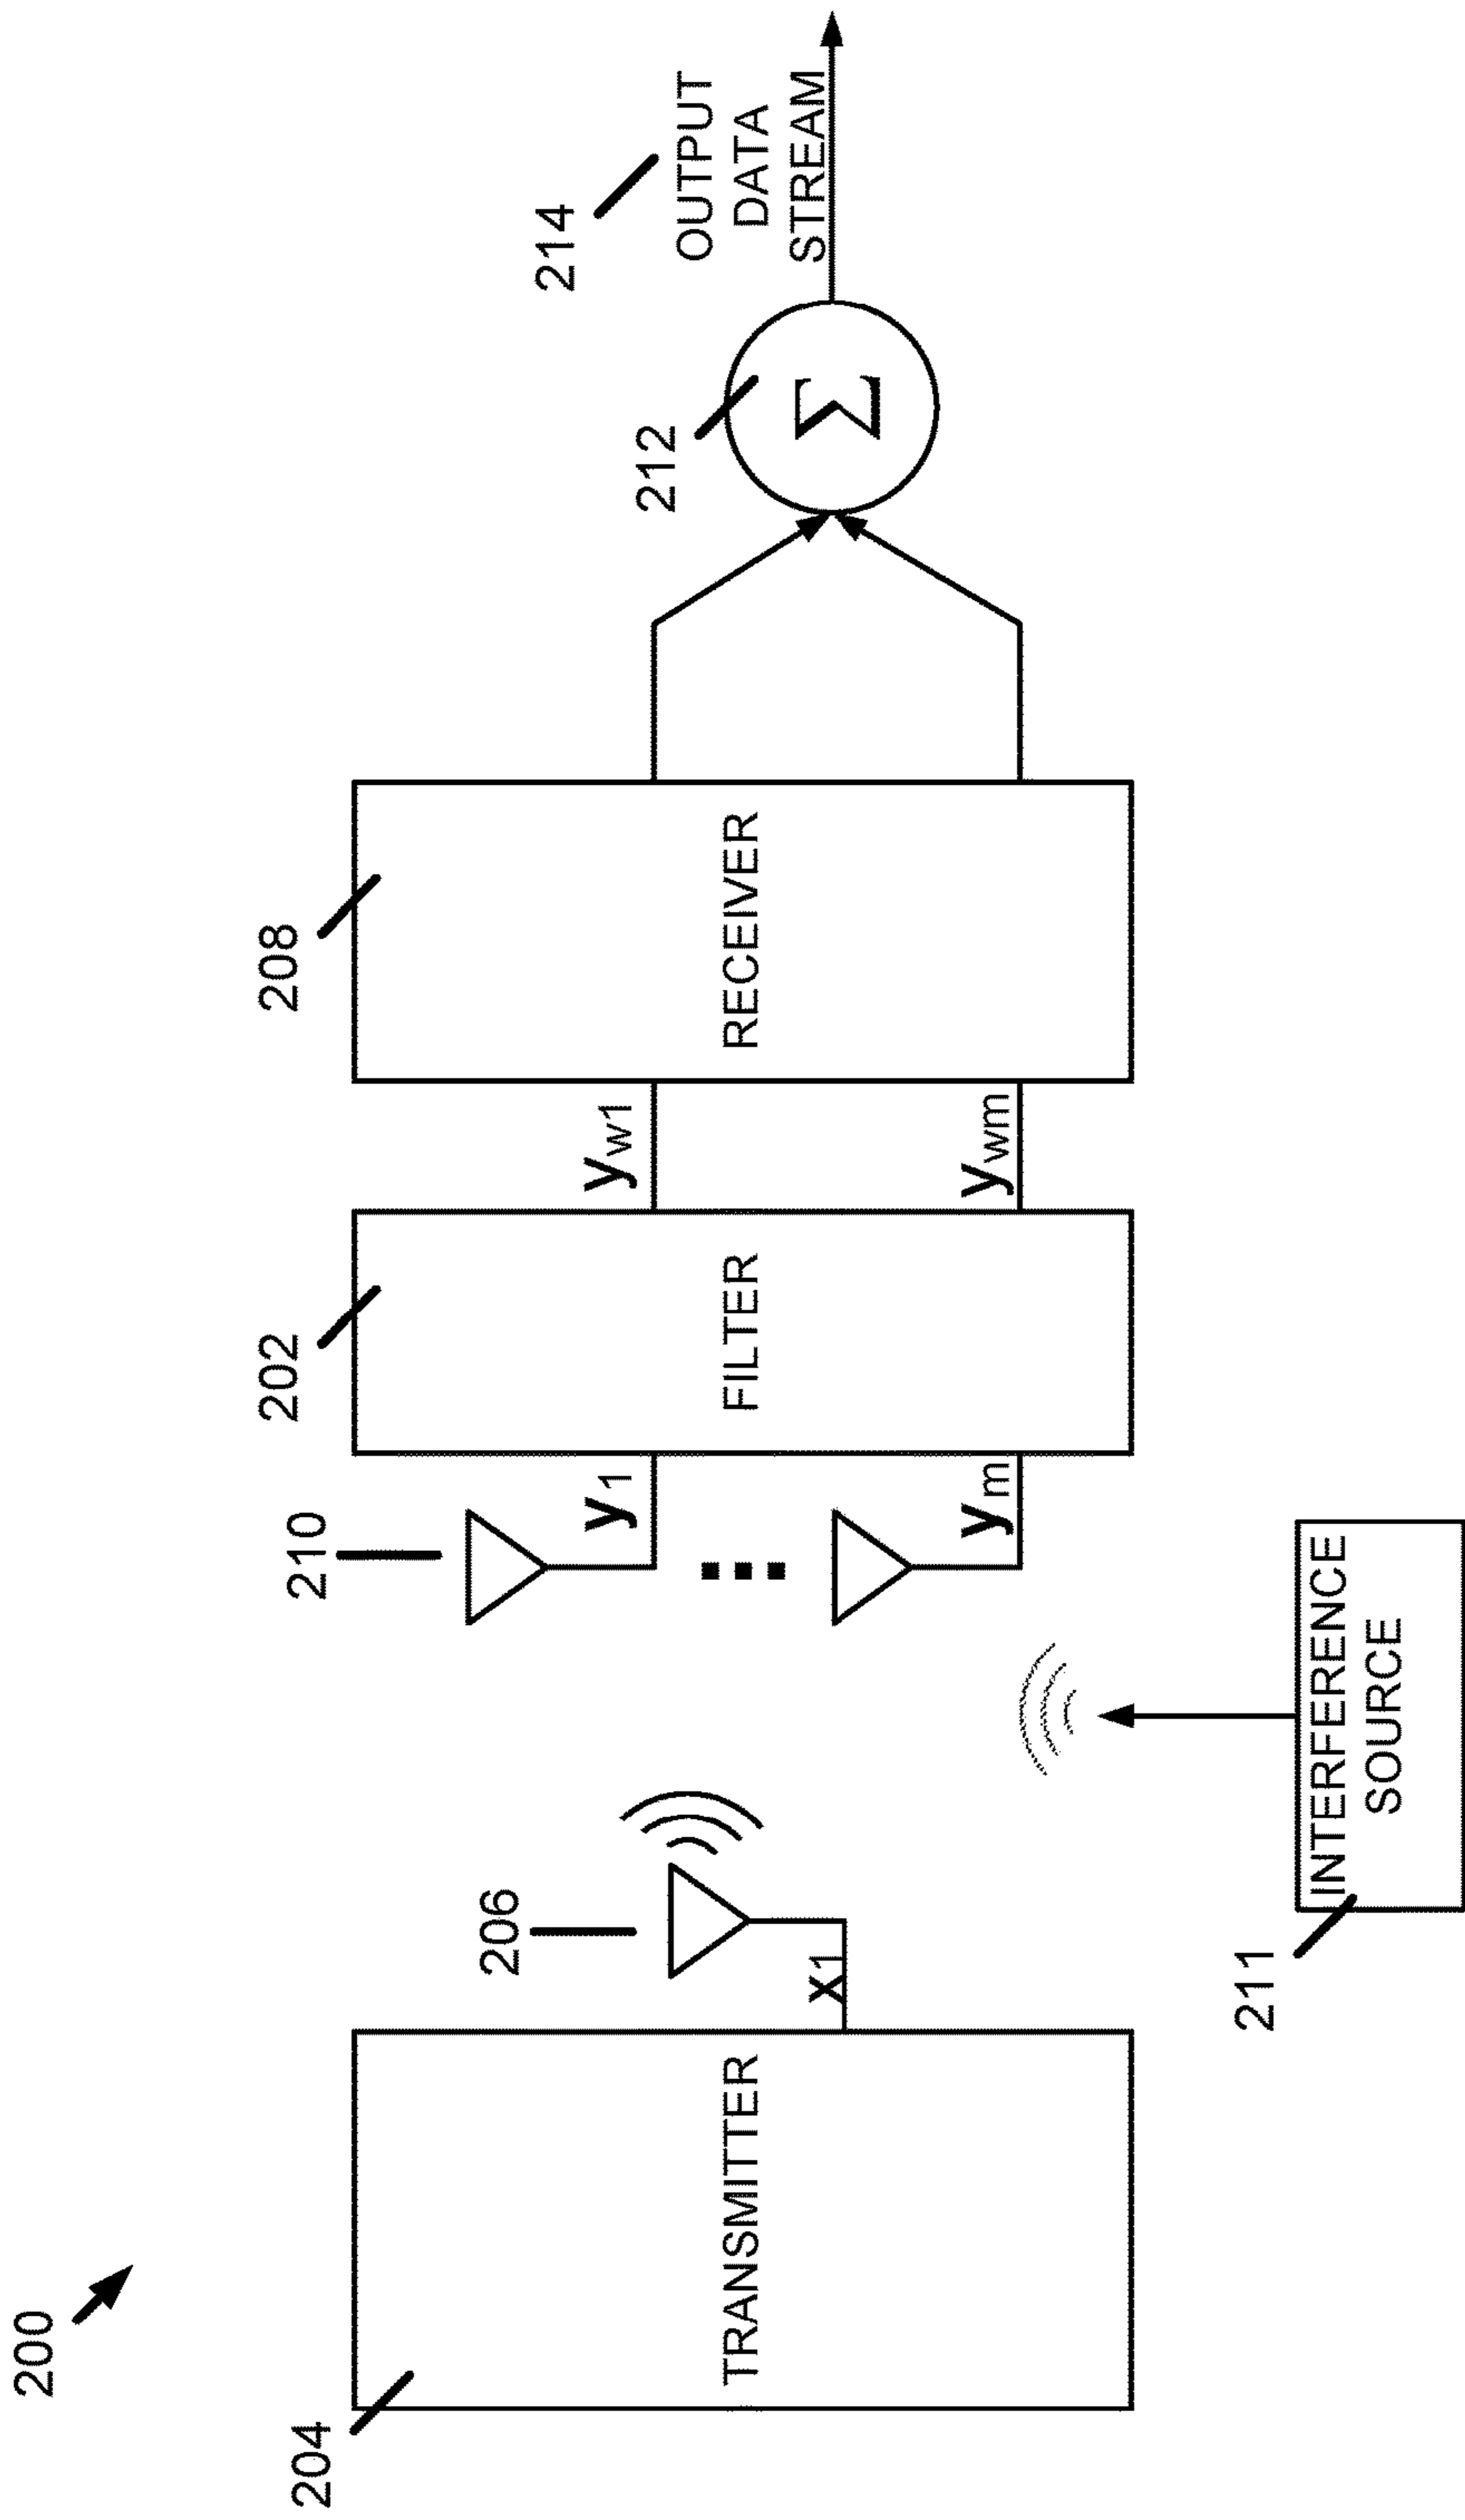 200
204
TRANSMITTER
x1
206
211
INTERFERENCE
SOURCE
210
y1
ym
202
FILTER
yw1
ywm
208
RECEIVER
212
Σ
214
OUTPUT
DATA
STREAM